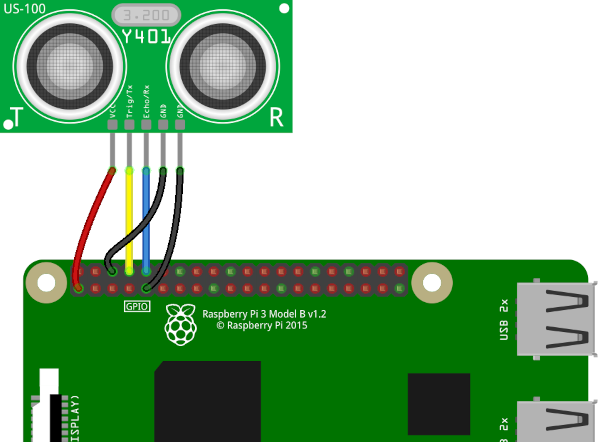 US-100
3.200
Y401
VCC
Trig/Tx
Echo/Rx
GND
GND
T
R
GPIO
Raspberry Pi 3 Model B v1.2
© Raspberry Pi 2015
USB 2x
ISPLAY)
B 2x